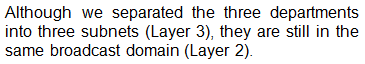 Although we separated the three departments
into three subnets (Layer 3), they are still in the
same broadcast domain (Layer 2).